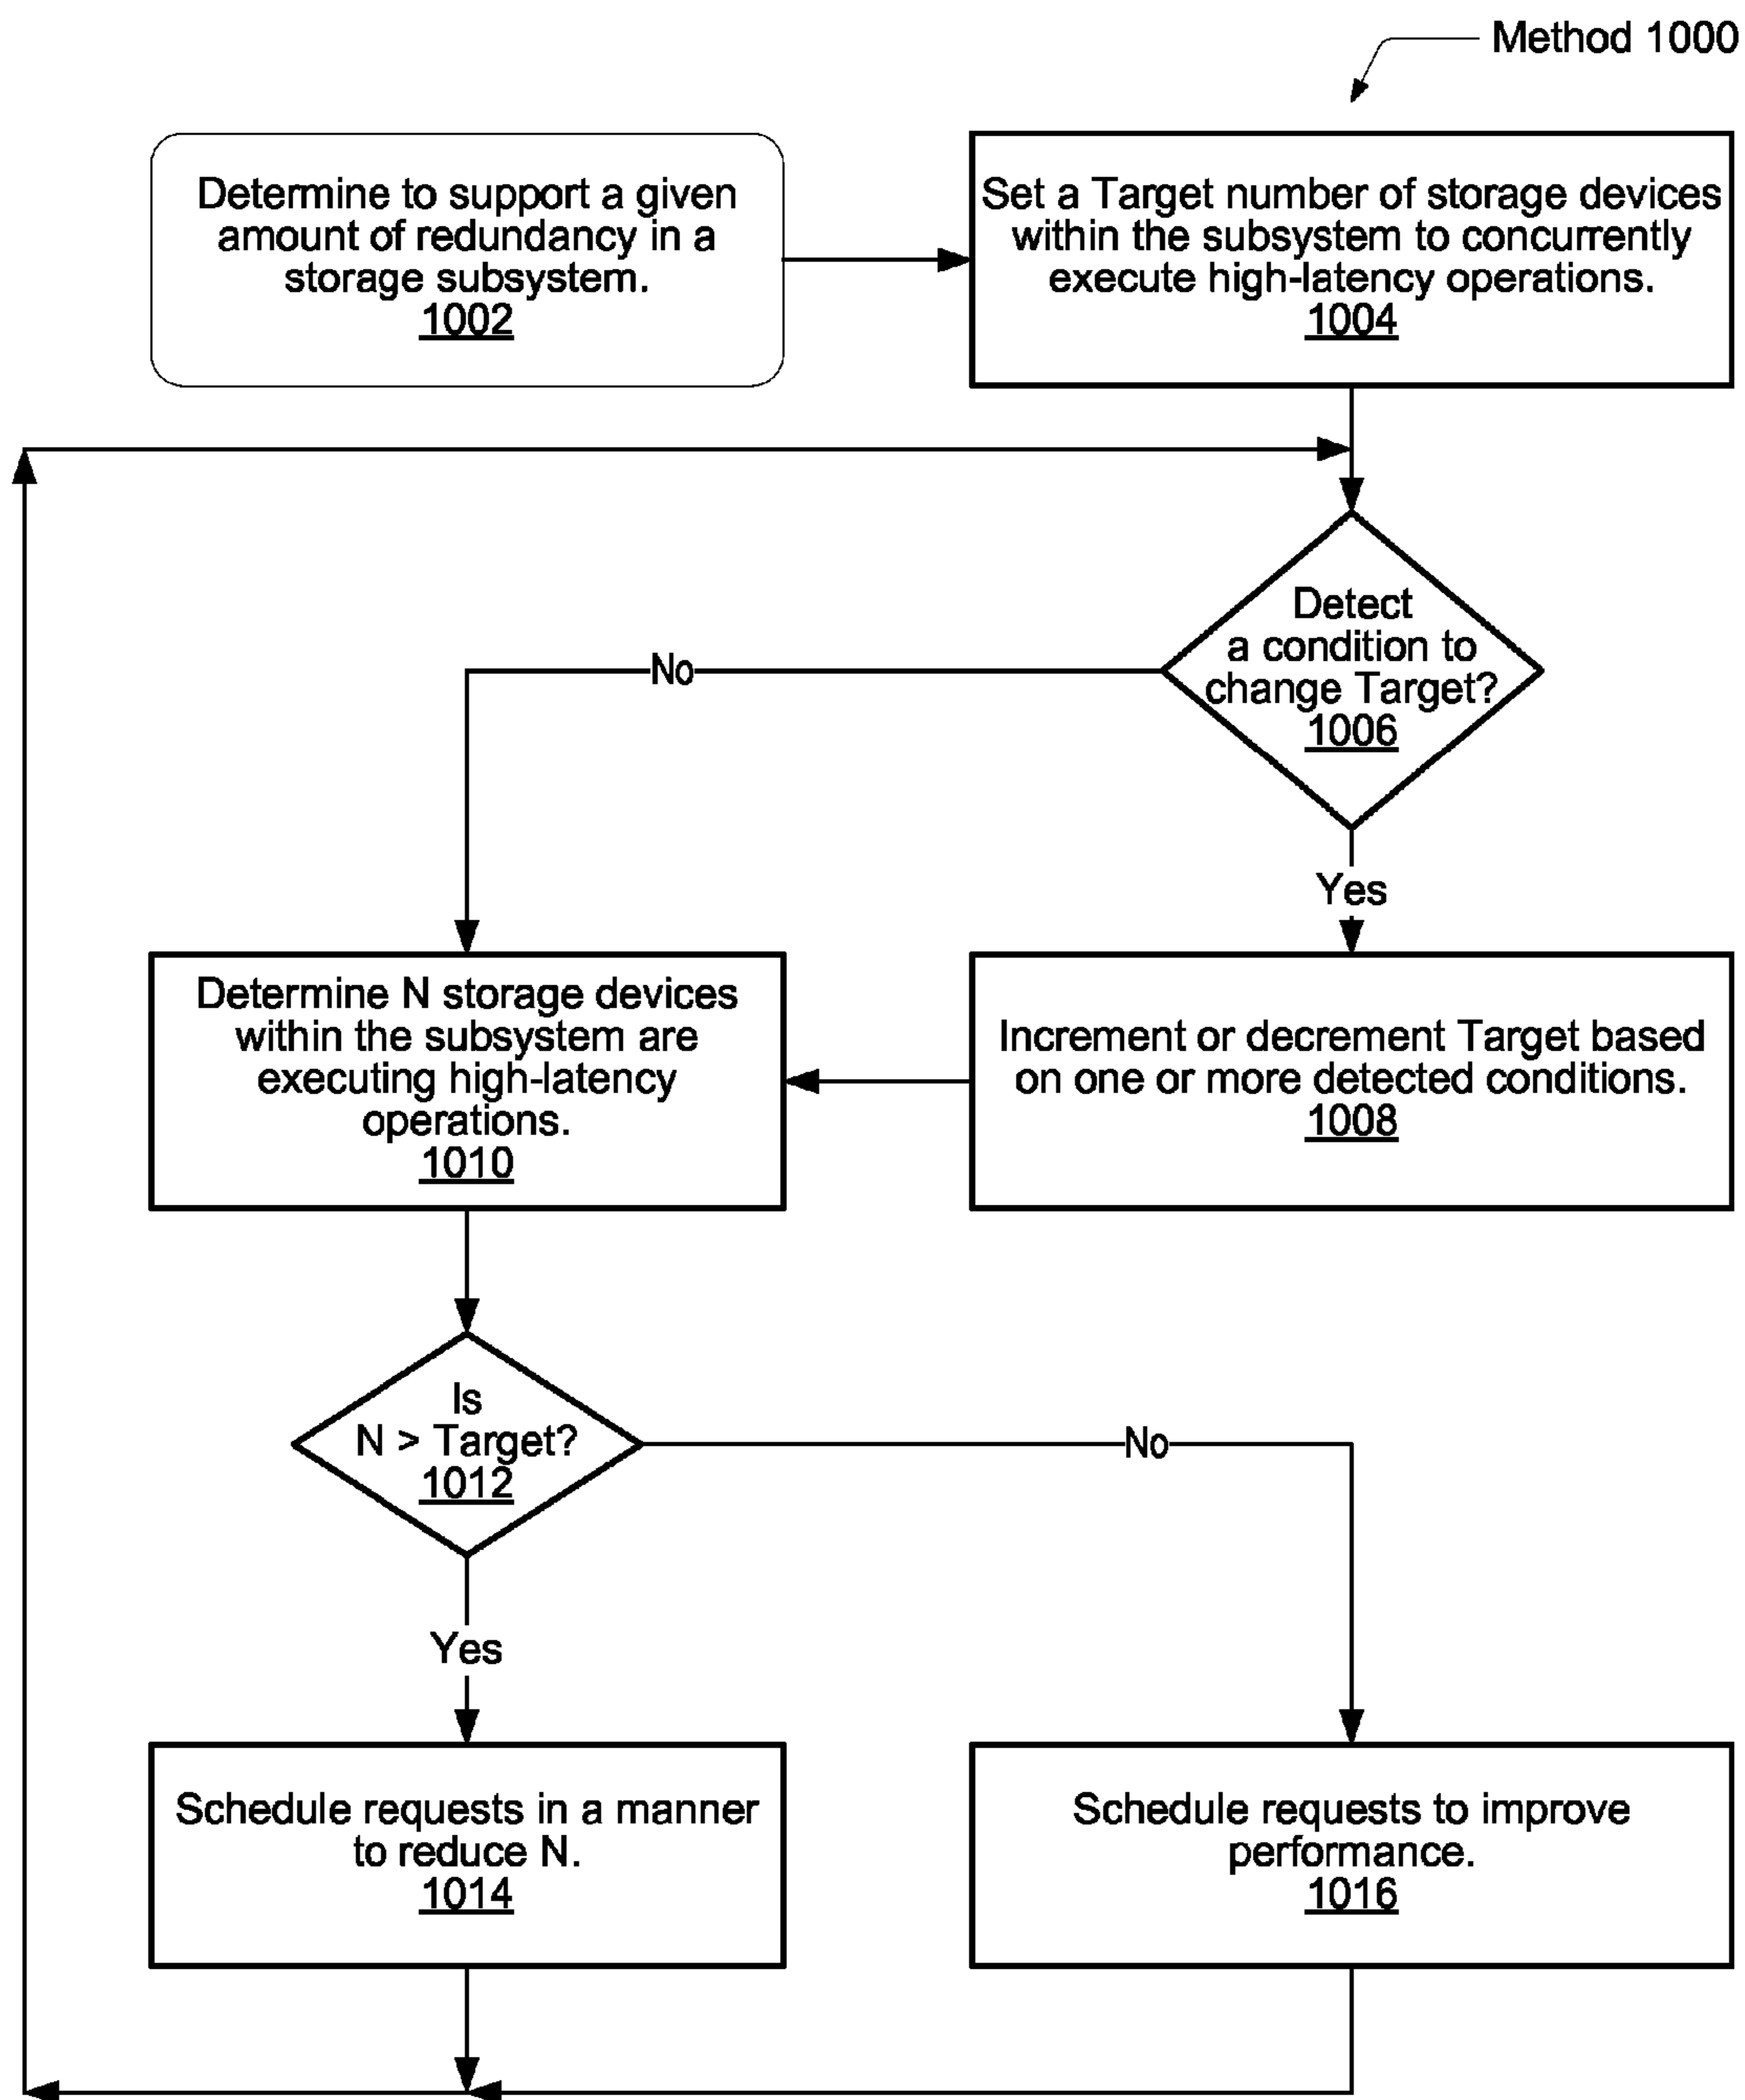 Method 1000
Determine to support a given
amount of redundancy in a
storage subsystem.
1002
Set a Target number of storage devices
within the subsystem to concurrently
execute high-latency operations.
1004
Detect
a condition to
change Target?
1006
No
Yes
Determine N storage devices
within the subsystem are
executing high-latency
operations.
1010
Increment or decrement Target based
on one or more detected conditions.
1008
Is
N > Target?
1012
No
Yes
Schedule requests in a manner
to reduce N.
1014
Schedule requests to improve
performance.
1016